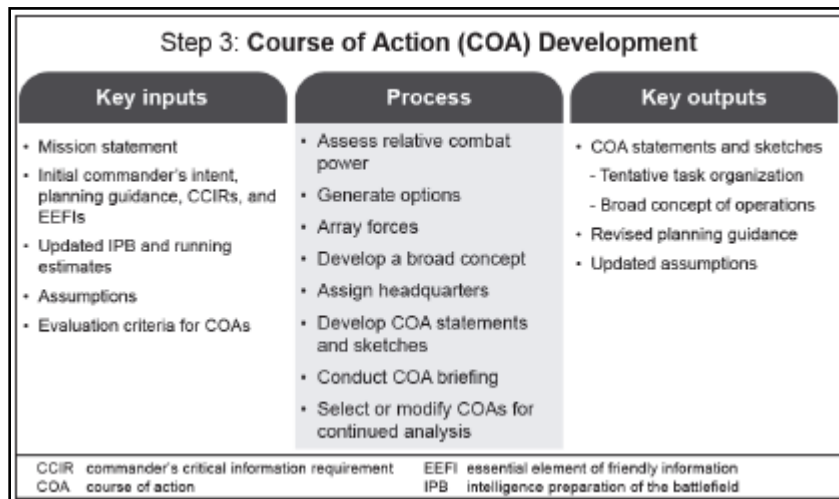 Step 3: Course of Action (COA) Development
Key inputs
• Mission statement
• Initial commander's intent,
planning guidance, CCIRs, and
EEFIs
• Updated IPB and running
estimates
• Assumptions
• Evaluation criteria for COAs
Process
• Assess relative combat
power
• Generate options
• Array forces
• Develop a broad concept
• Assign headquarters
• Develop COA statements
and sketches
• Conduct COA briefing
• Select or modify COAs for
continued analysis
Key outputs
• COA statements and sketches
- Tentative task organization
- Broad concept of operations
• Revised planning guidance
• Updated assumptions
CCIR commander's critical information requirement
COA course of action
EEFI essential element of friendly information
IPB intelligence preparation of the battlefield